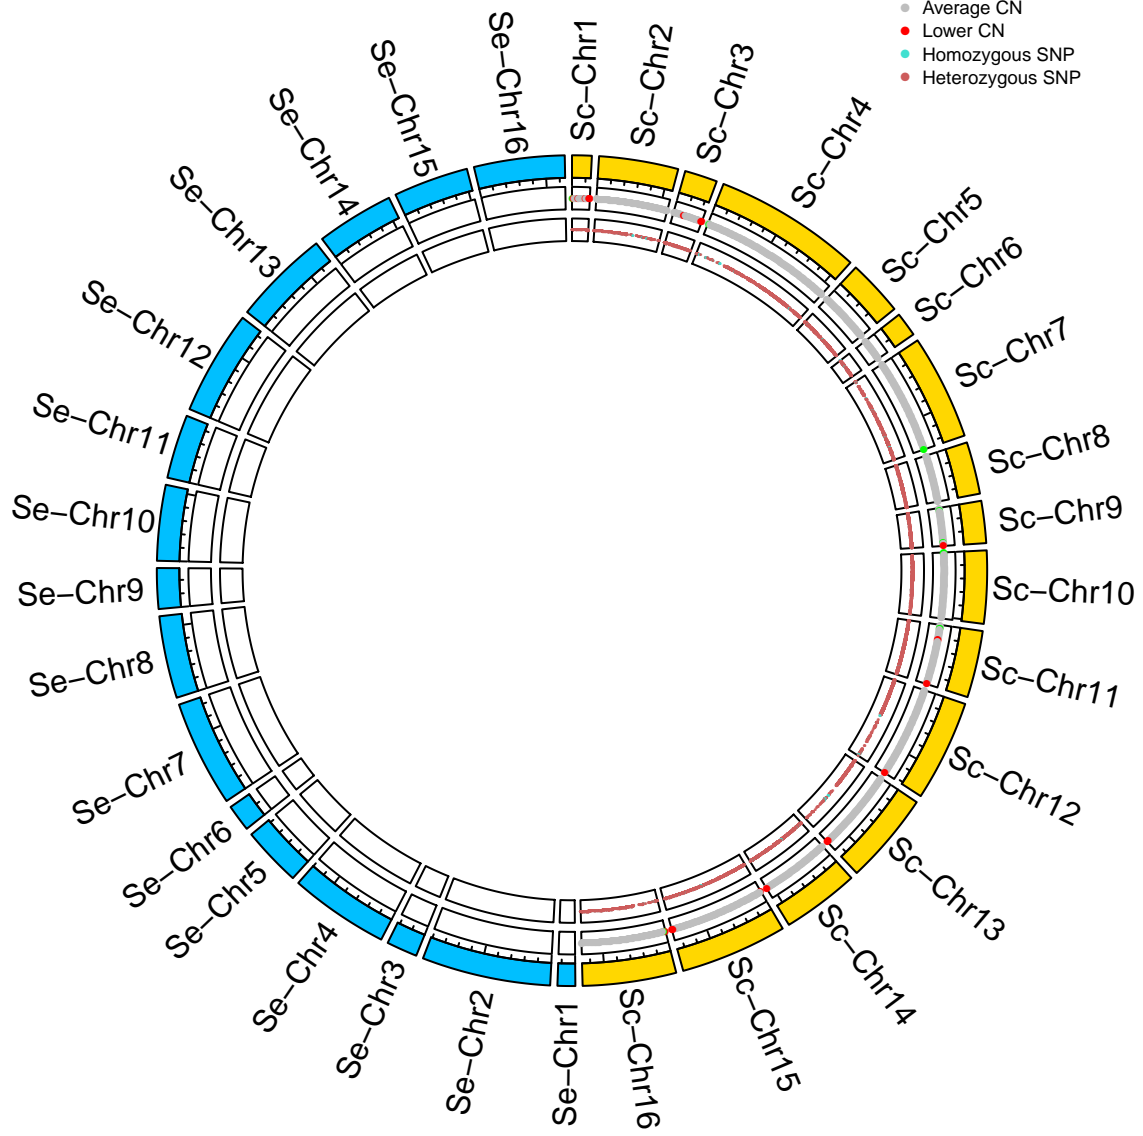 Average CN
Lower CN
Homozygous SNP
Heterozygous SNP
Sc–Chr1
Sc–Chr2
Sc–Chr3
Sc–Chr4
Sc–Chr5
Sc–Chr6
Sc–Chr7
Sc–Chr8
Sc–Chr9
Sc–Chr10
Sc–Chr11
Sc–Chr12
Sc–Chr13
Sc–Chr14
Sc–Chr15
Sc–Chr16
Se–Chr1
Se–Chr2
Se–Chr3
Se–Chr4
Se–Chr5
Se–Chr6
Se–Chr7
Se–Chr8
Se–Chr9
Se–Chr10
Se–Chr11
Se–Chr12
Se–Chr13
Se–Chr14
Se–Chr15
Se–Chr16